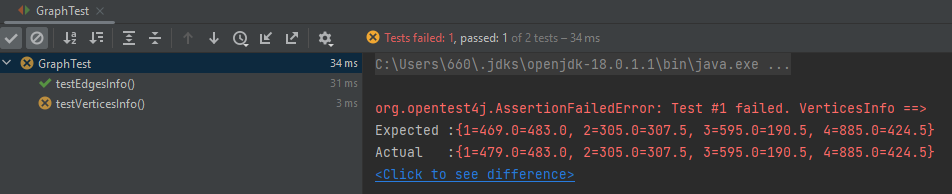 GraphTest
Tests failed: 1, passed: 1 of 2 tests – 34 ms
GraphTest 34 ms
testEdgesInfo() 31 ms
testVerticesInfo() 3 ms
C:\Users\660\.jdks\openjdk-18.0.1.1\bin\java.exe ...
org.opentest4j.AssertionFailedError: Test #1 failed. VerticesInfo ==>
Expected :{1=469.0=483.0, 2=305.0=307.5, 3=595.0=190.5, 4=885.0=424.5}
Actual :{1=479.0=483.0, 2=305.0=307.5, 3=595.0=190.5, 4=885.0=424.5}
<Click to see difference>